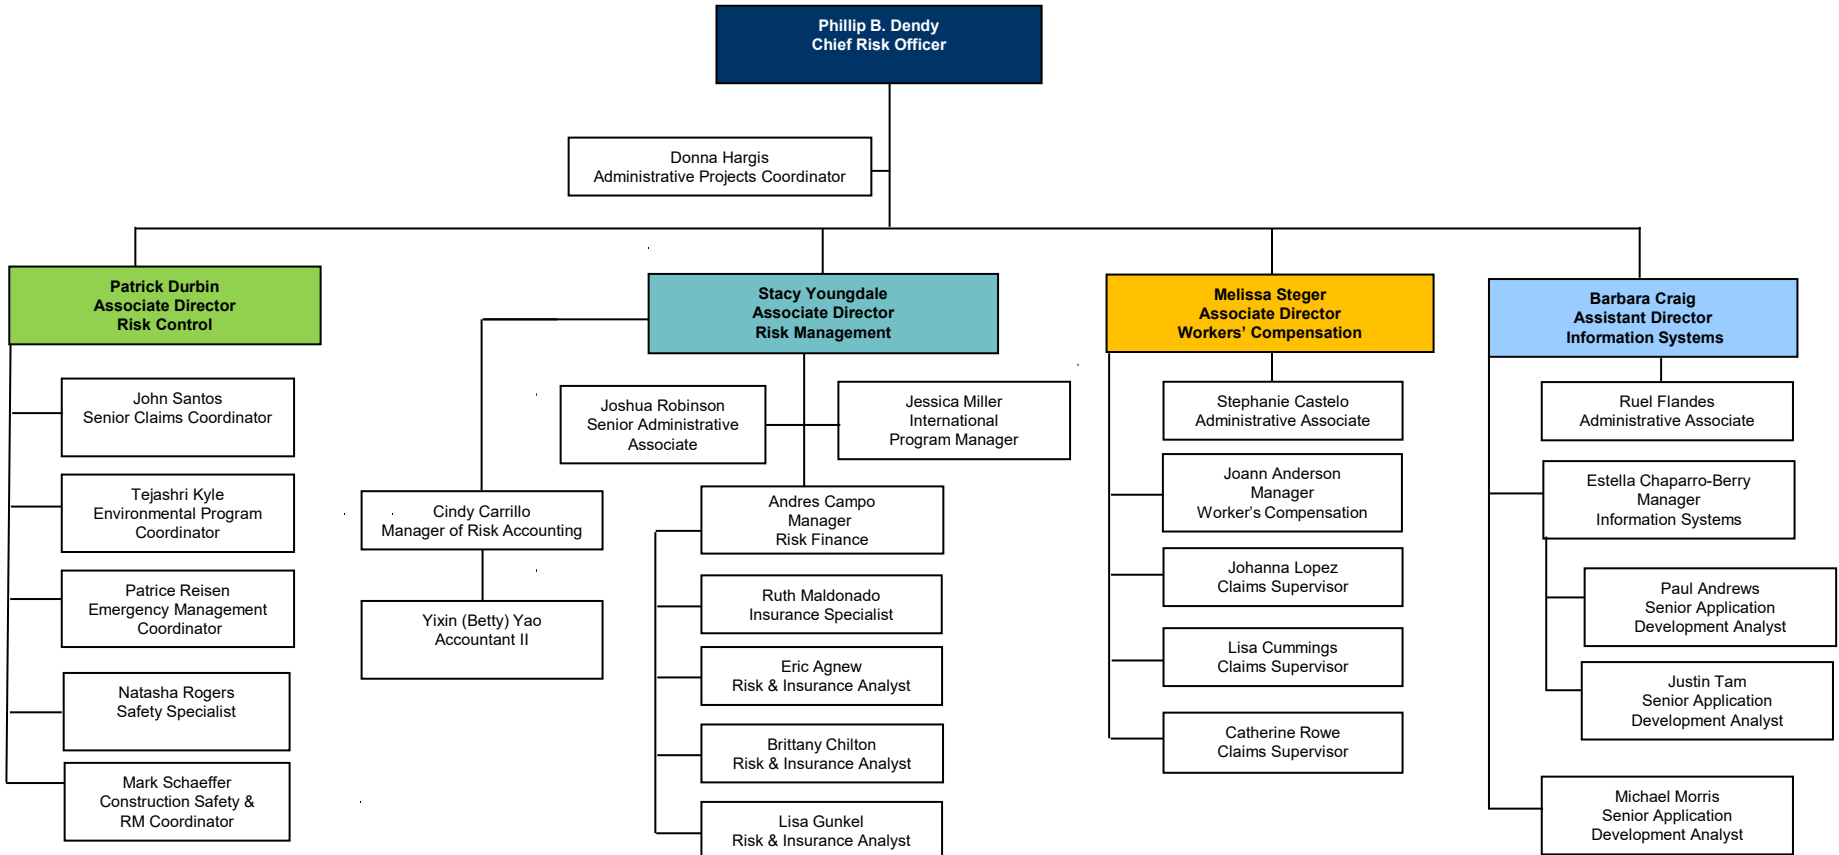 Phillip B. Dendy
Chief Risk Officer
Donna Hargis
Administrative Projects Coordinator
Patrick Durbin
Associate Director
Risk Control
John Santos
Senior Claims Coordinator
Tejashri Kyle
Environmental Program
Coordinator
Patrice Reisen
Emergency Management
Coordinator
Natasha Rogers
Safety Specialist
Mark Schaeffer
Construction Safety &
RM Coordinator
Stacy Youngdale
Associate Director
Risk Management
Joshua Robinson
Senior Administrative
Associate
Jessica Miller
International
Program Manager
Cindy Carrillo
Manager of Risk Accounting
Yixin (Betty) Yao
Accountant II
Andres Campo
Manager
Risk Finance
Ruth Maldonado
Insurance Specialist
Eric Agnew
Risk & Insurance Analyst
Brittany Chilton
Risk & Insurance Analyst
Lisa Gunkel
Risk & Insurance Analyst
Melissa Steger
Associate Director
Workers’ Compensation
Stephanie Castelo
Administrative Associate
Joann Anderson
Manager
Worker’s Compensation
Johanna Lopez
Claims Supervisor
Lisa Cummings
Claims Supervisor
Catherine Rowe
Claims Supervisor
Barbara Craig
Assistant Director
Information Systems
Ruel Flandes
Administrative Associate
Estella Chaparro-Berry
Manager
Information Systems
Paul Andrews
Senior Application
Development Analyst
Justin Tam
Senior Application
Development Analyst
Michael Morris
Senior Application
Development Analyst